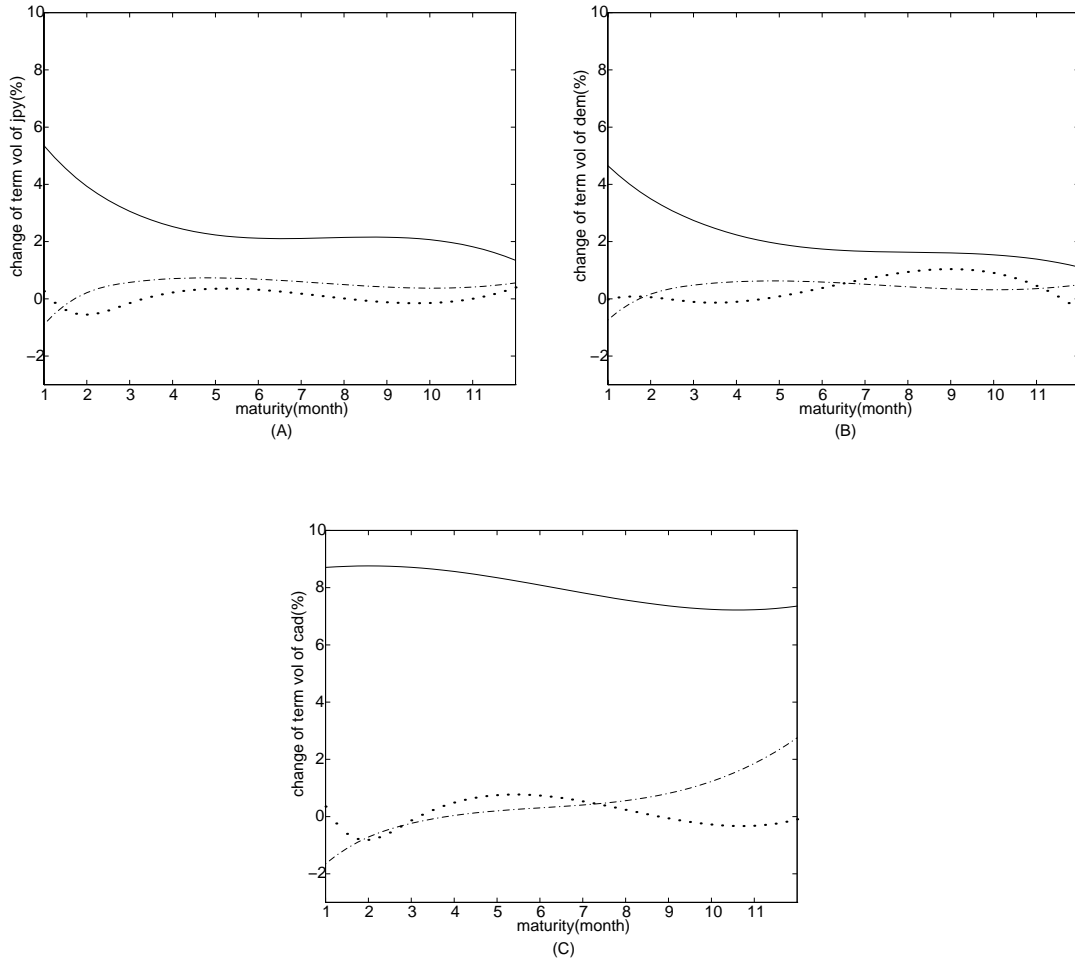 10
8
6
4
2
0
−2
change of term vol of jpy(%)
1 2 3 4 5 6 7 8 9 10 11
maturity(month)
(A)
10
8
6
4
2
0
−2
change of term vol of dem(%)
1 2 3 4 5 6 7 8 9 10 11
maturity(month)
(B)
10
8
6
4
2
0
−2
change of term vol of cad(%)
1 2 3 4 5 6 7 8 9 10 11
maturity(month)
(C)